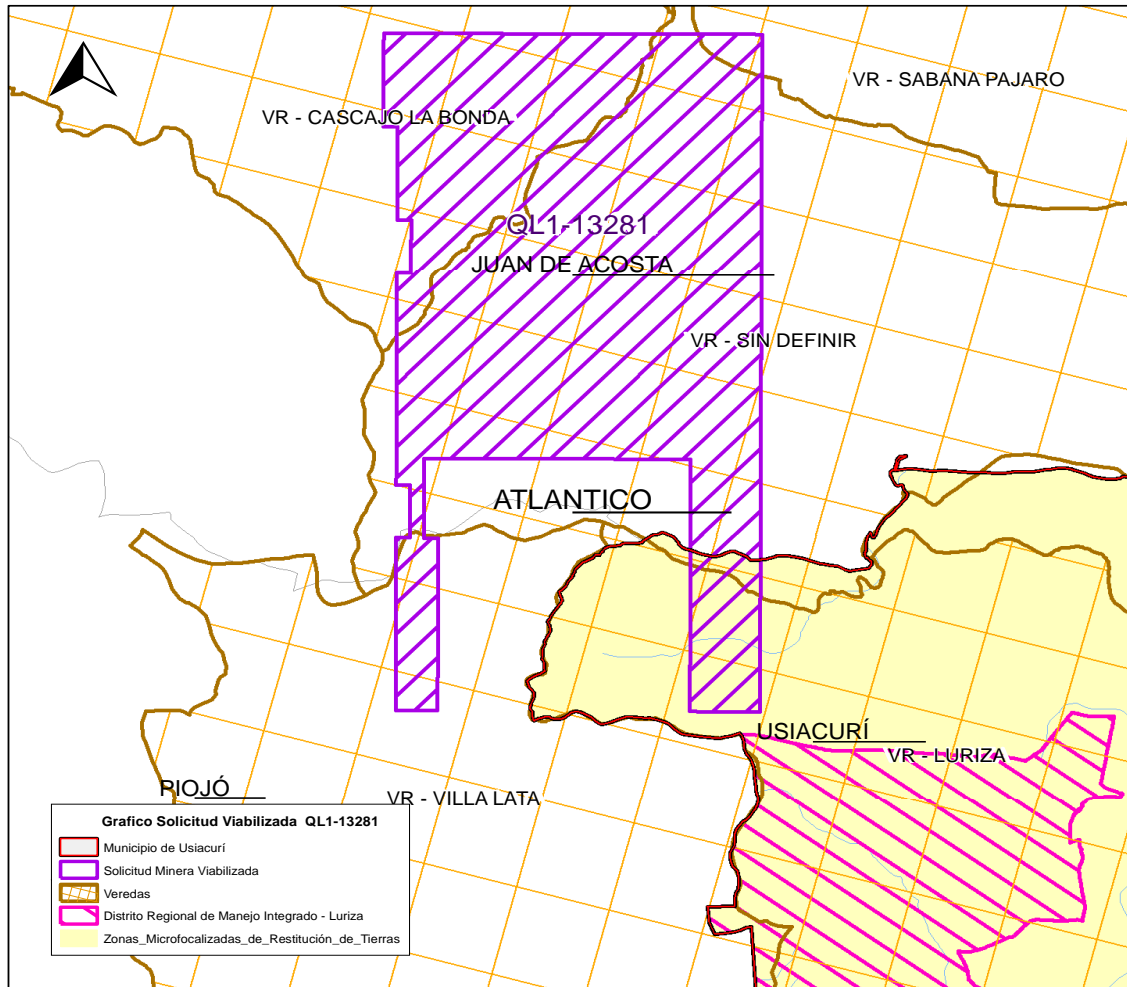 VR - SABANA PAJARO
VR - CASCAJO LA BONDA
QL1-13281
JUAN DE ACOSTA
VR - SIN DEFINIR
ATLANTICO
USIACURÍ
VR - LURIZA
PIOJÓ
VR - VILLA LATA
Grafico Solicitud Viabilizada QL1-13281
Municipio de Usiacurí
Solicitud Minera Viabilizada
Veredas
Distrito Regional de Manejo Integrado - Luriza
Zonas_Microfocalizadas_de_Restitución_de_Tierras